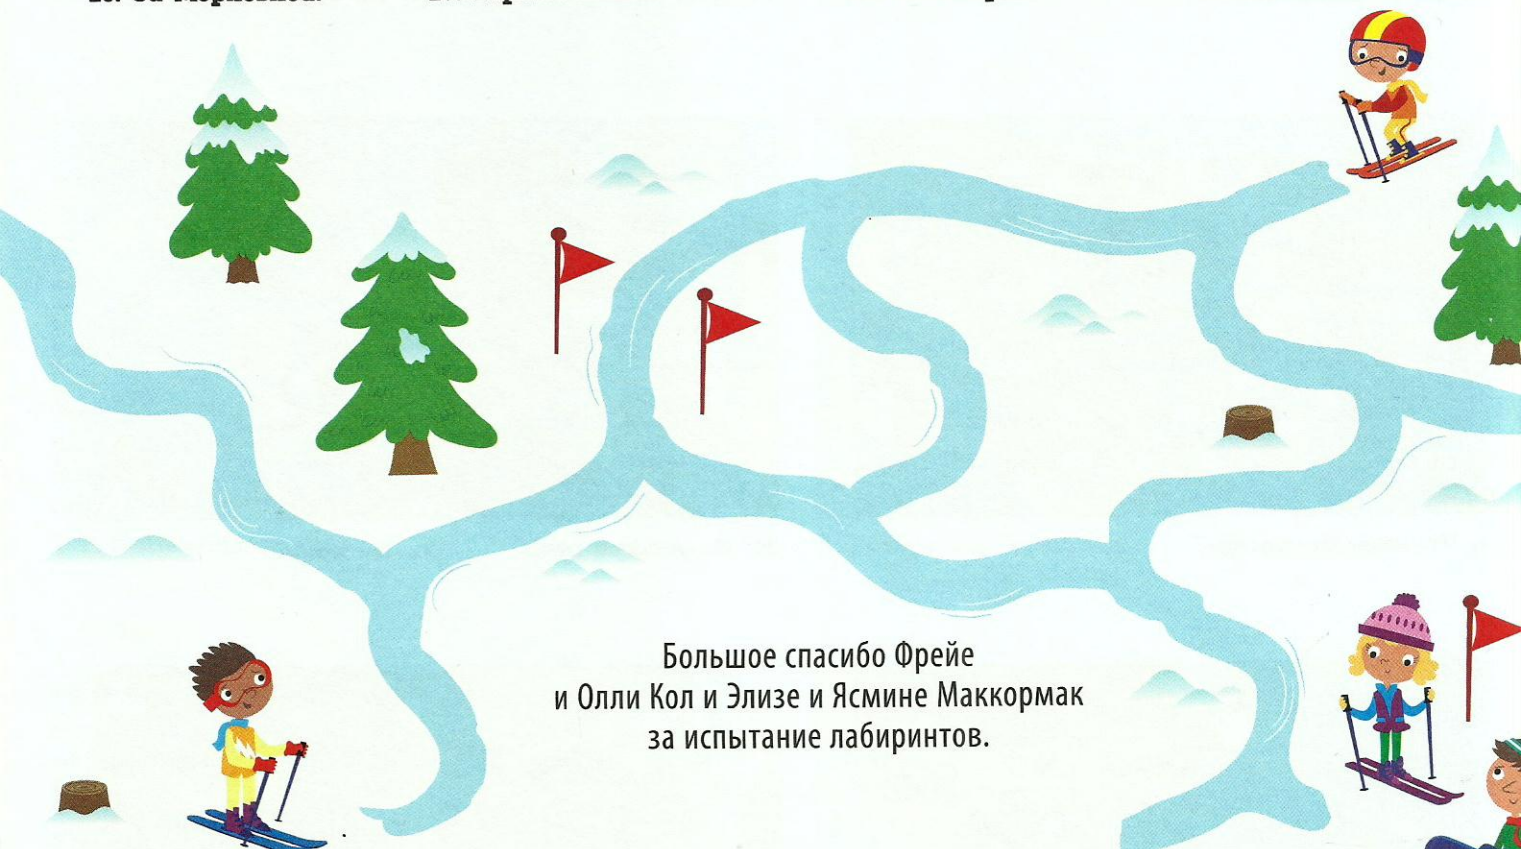 Большое спасибо Фрейе
и Олли Кол и Элизе и Ясмине Маккормак
за испытание лабиринтов.